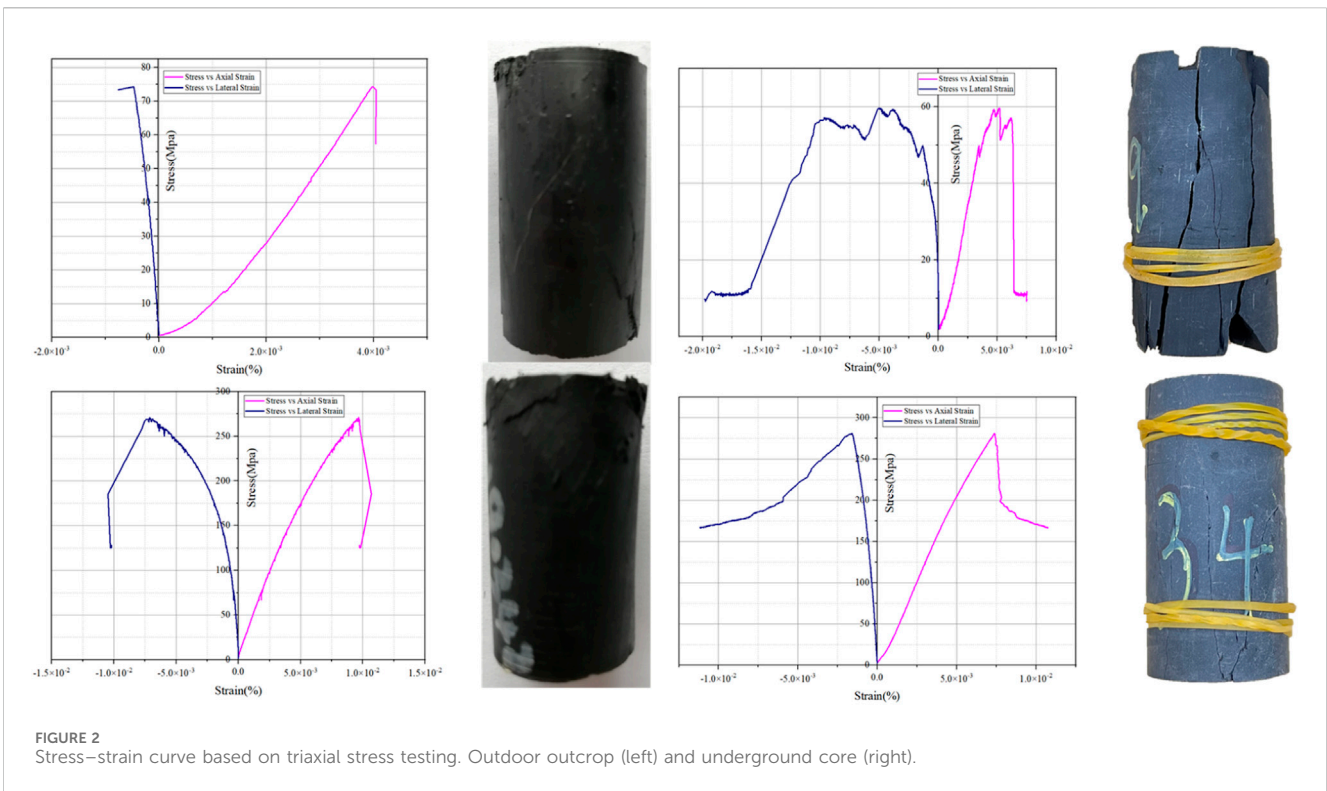 80
70
60
50
40
30
20
10
0
Stress(Mpa)
Stress vs Axial Strain
Stress vs Lateral Strain
-2.0×10⁻³
0.0
2.0×10⁻³
4.0×10⁻³
Strain(%)
60
40
20
0
Stress(Mpa)
Stress vs Axial Strain
Stress vs Lateral Strain
-2.0×10⁻²
-1.5×10⁻²
-1.0×10⁻²
-5.0×10⁻³
0.0
5.0×10⁻³
1.0×10⁻²
Strain(%)
9
300
250
200
150
100
50
0
Stress(Mpa)
Stress vs Axial Strain
Stress vs Lateral Strain
-1.5×10⁻²
-1.0×10⁻²
-5.0×10⁻³
0.0
5.0×10⁻³
1.0×10⁻²
1.5×10⁻²
Strain(%)
300
250
200
150
100
50
0
Stress(Mpa)
Stress vs Axial Strain
Stress vs Lateral Strain
-1.0×10⁻²
-5.0×10⁻³
0.0
5.0×10⁻³
1.0×10⁻²
Strain(%)
34
FIGURE 2
Stress–strain curve based on triaxial stress testing. Outdoor outcrop (left) and underground core (right).